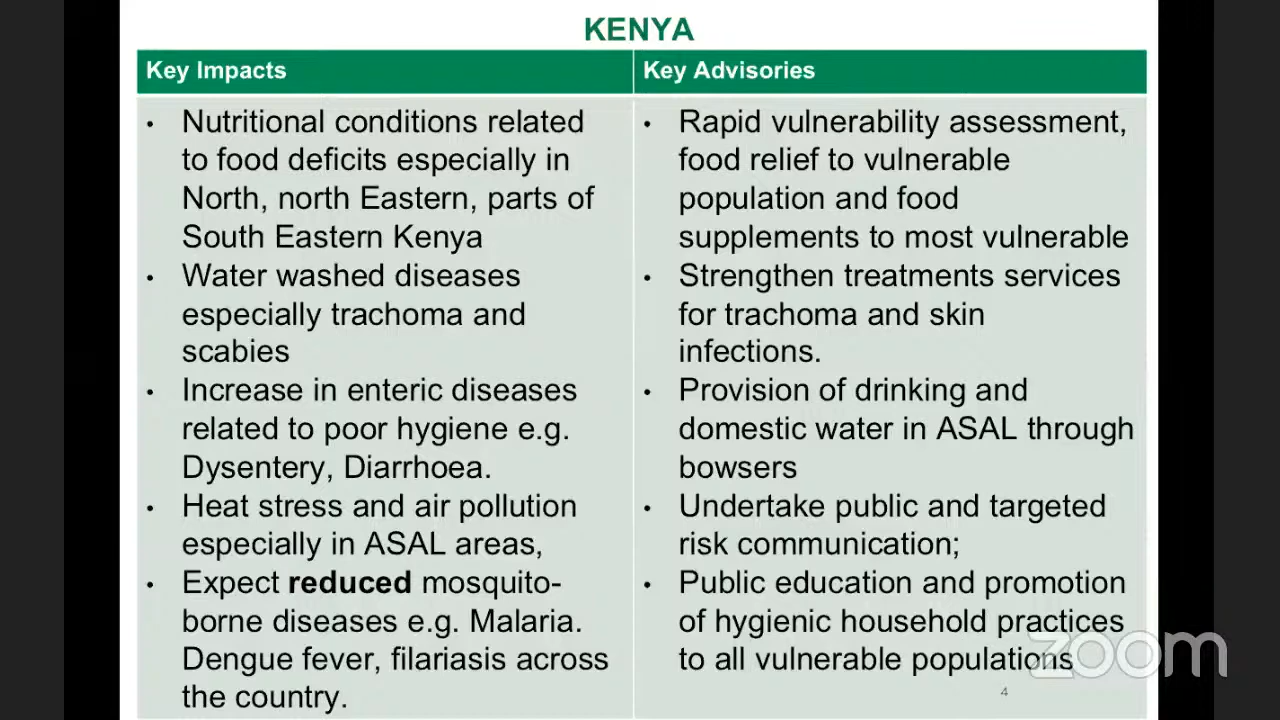 KENYA
Key Impacts
Key Advisories
• Nutritional conditions related
to food deficits especially in
North, north Eastern, parts of
South Eastern Kenya
• Water washed diseases
especially trachoma and
scabies
• Increase in enteric diseases
related to poor hygiene e.g.
Dysentery, Diarrhoea.
• Heat stress and air pollution
especially in ASAL areas,
• Expect reduced mosquito-
borne diseases e.g. Malaria.
Dengue fever, filariasis across
the country.
• Rapid vulnerability assessment,
food relief to vulnerable
population and food
supplements to most vulnerable
• Strengthen treatments services
for trachoma and skin
infections.
• Provision of drinking and
domestic water in ASAL through
bowsers
• Undertake public and targeted
risk communication;
• Public education and promotion
of hygienic household practices
to all vulnerable populations
zoom
4